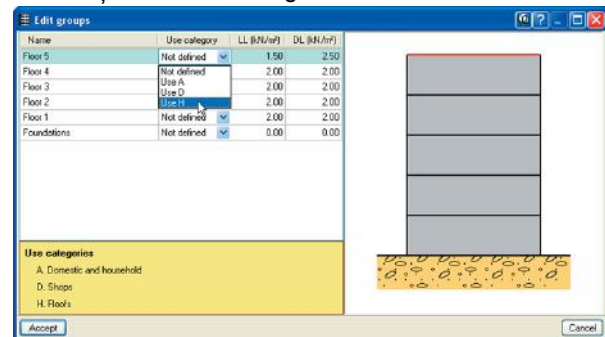 Edit groups
Name Use category LL (kN/m²) DL (kN/m²)
Floor 5 Not defined 1.50 2.50
Floor 4 Not defined 2.00 2.00
Floor 3 Use A 2.00 2.00
Use D
Floor 2 Use H 2.00 2.00
Floor 1 Not defined 2.00 2.00
Foundations Not defined 0.00 0.00
Use categories
A. Domestic and household
D. Shops
H. Roofs
Accept Cancel